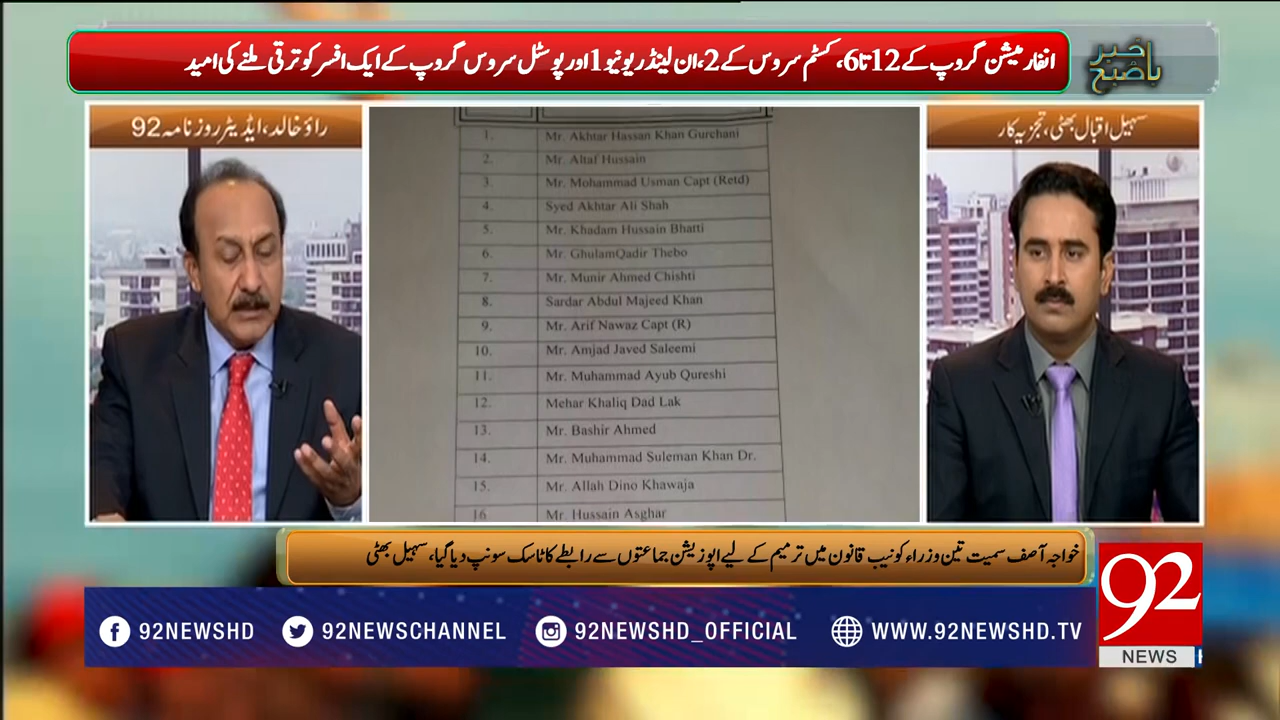 انفارمیشن گروپ کے 12 تا 6، کسٹم سروس کے 2، ان لینڈ ریونیو 1 اور پوسٹل سروس گروپ کے ایک افسر کو ترقی ملنے کی امید
باخبر صبح
راؤ خالد، ایڈیٹر روزنامہ 92
سہیل اقبال بھٹی، تجزیہ کار
1. Mr. Akhtar Hassan Khan Gurchani
2. Mr. Altaf Hussain
3. Mr. Mohammad Usman Capt (Retd)
4. Syed Akhtar Ali Shah
5. Mr. Khadam Hussain Bhatti
6. Mr. GhulamQadir Thebo
7. Mr. Munir Ahmed Chishti
8. Sardar Abdul Majeed Khan
9. Mr. Arif Nawaz Capt (R)
10. Mr. Amjad Javed Saleemi
11. Mr. Muhammad Ayub Qureshi
12. Mehar Khaliq Dad Lak
13. Mr. Bashir Ahmed
14. Mr. Muhammad Suleman Khan Dr.
15. Mr. Allah Dino Khawaja
16 Mr. Hussain Asghar
خواجہ آصف سمیت تین وزراء کو نیب قانون میں ترمیم کے لیے اپوزیشن جماعتوں سے رابطے کا ٹاسک سونپ دیا گیا، سہیل بھٹی
92NEWSHD 92NEWSCHANNEL 92NEWSHD_OFFICIAL WWW.92NEWSHD.TV
92
NEWS